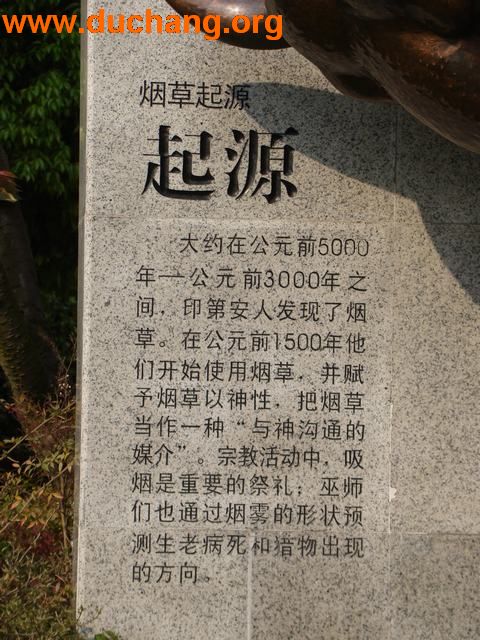 www.duchang.org
烟草起源
起源
大约在公元前5000
年—公元前3000年之
间，印第安人发现了烟
草。在公元前1500年他
们开始使用烟草，并赋
予烟草以神性，把烟草
当作一种“与神沟通的
媒介”。宗教活动中，吸
烟是重要的祭礼；巫师
们也通过烟雾的形状预
测生老病死和猎物出现
的方向。